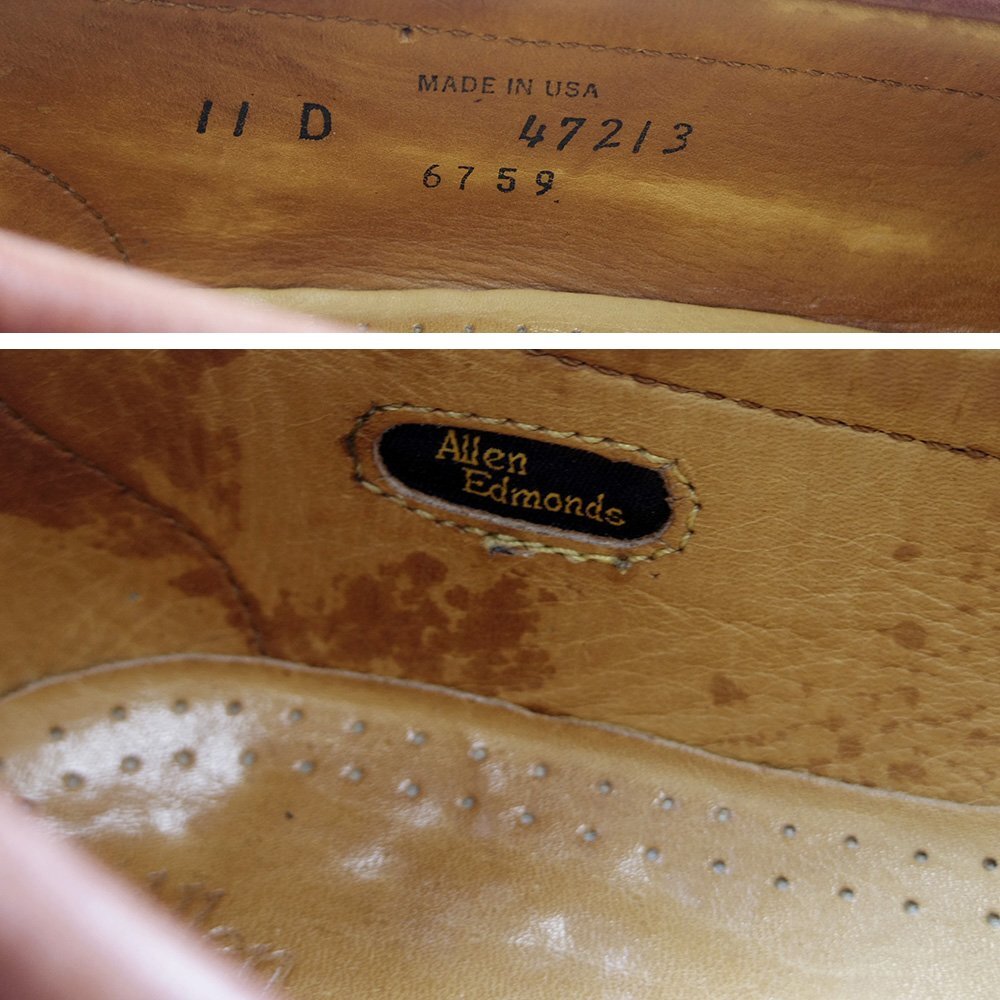 MADE IN USA
11 D 47213
6759
Allen
Edmonds